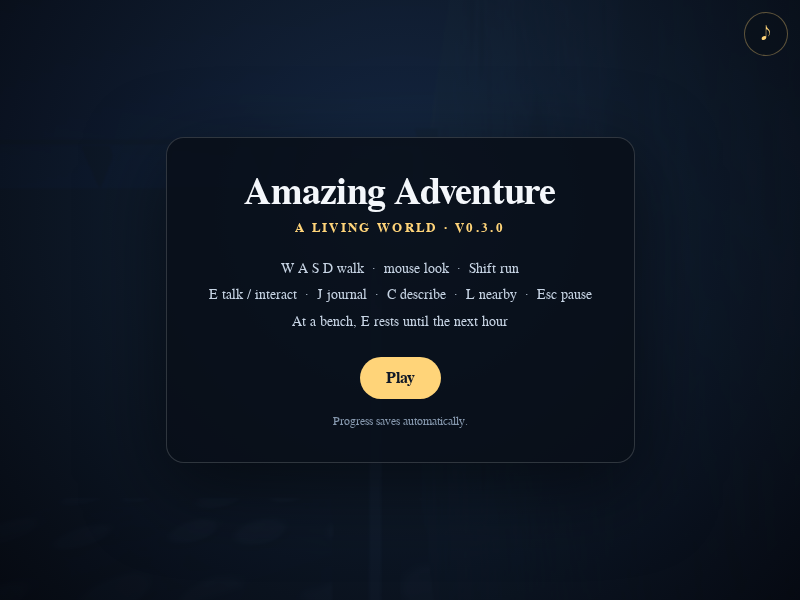 Amazing Adventure
A LIVING WORLD · V0.3.0
W A S D walk · mouse look · Shift run
E talk / interact · J journal · C describe · L nearby · Esc pause
At a bench, E rests until the next hour
Play
Progress saves automatically.